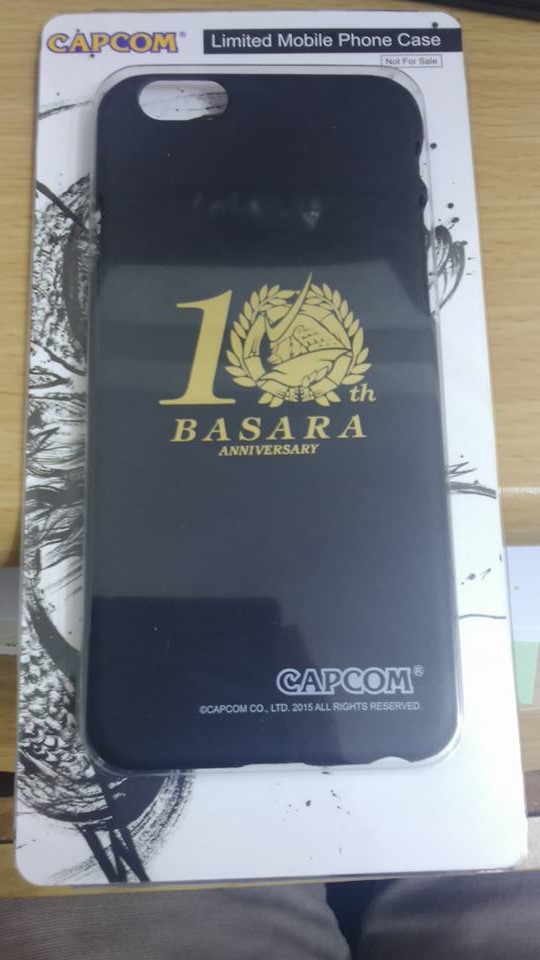 CAPCOM®
Limited Mobile Phone Case
Not For Sale
10th
BASARA
ANNIVERSARY
CAPCOM®
©CAPCOM CO., LTD. 2015 ALL RIGHTS RESERVED.